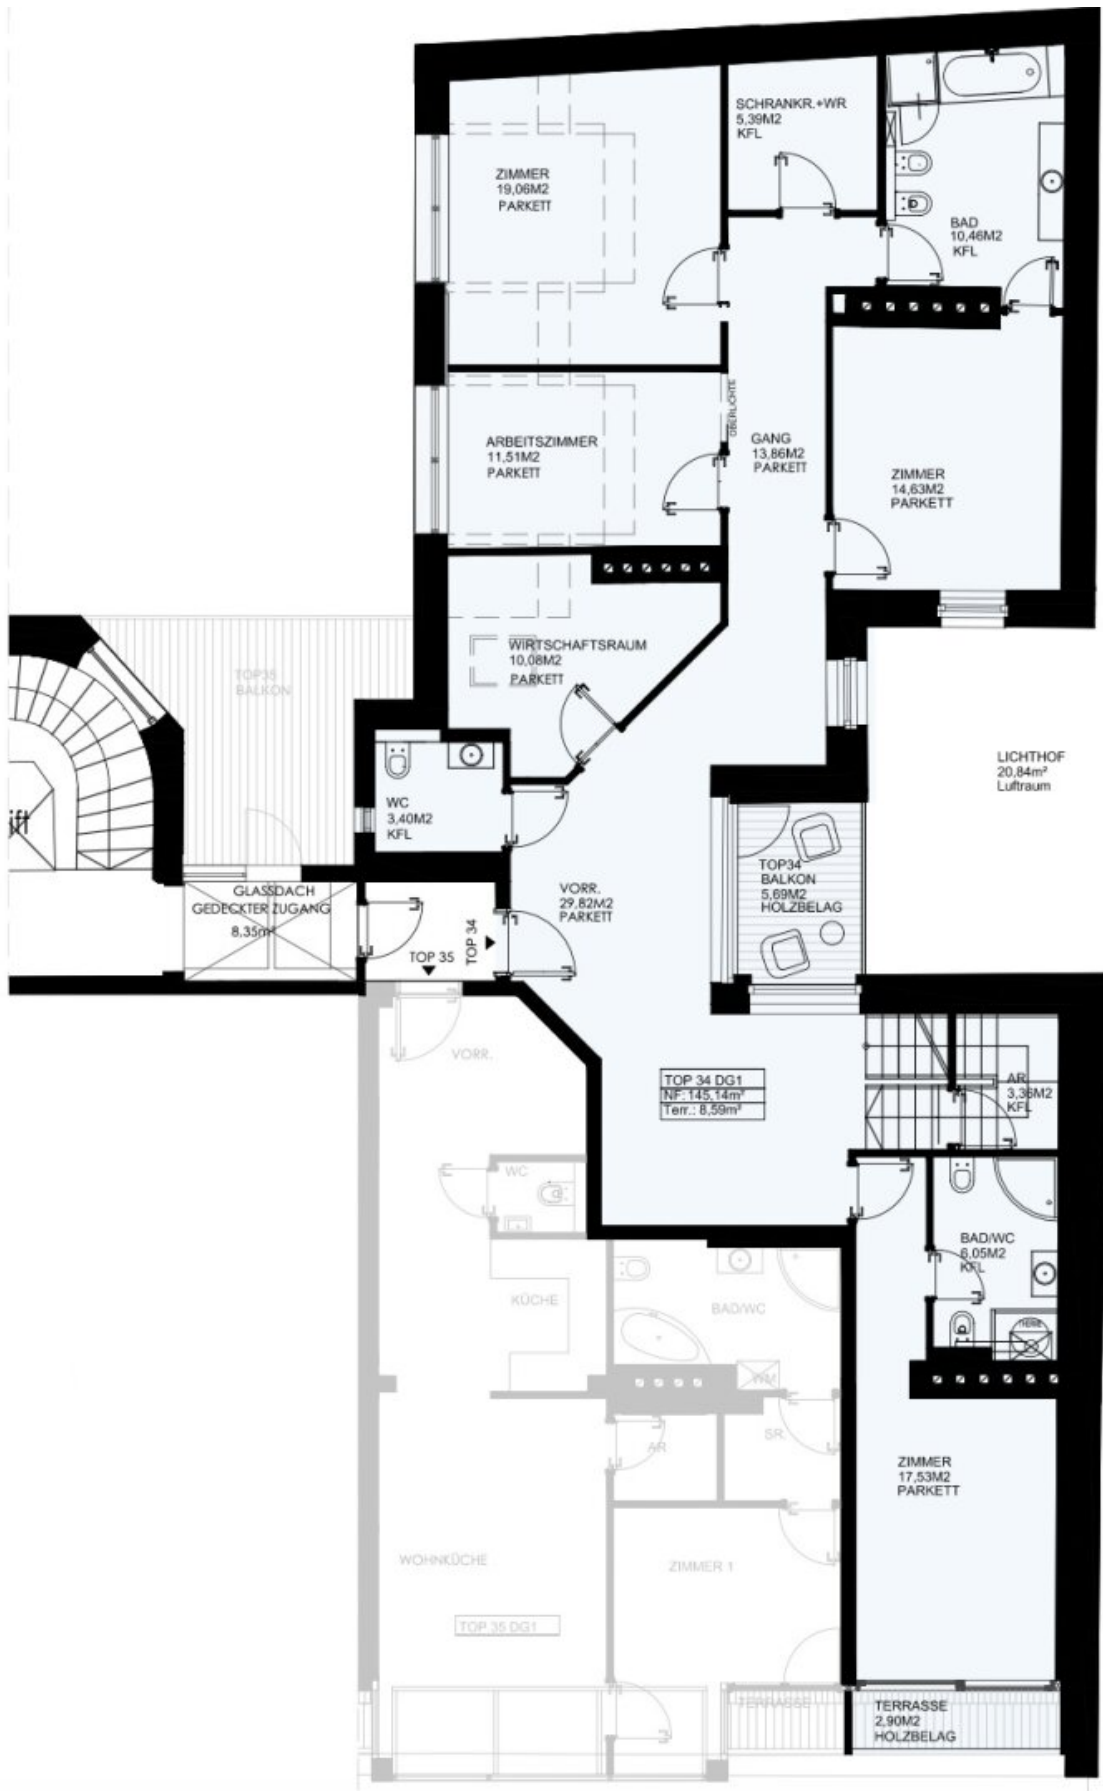 SCHRANKR.+WR
5,39M2
KFL
ZIMMER
19,06M2
PARKETT
BAD
10,46M2
KFL
OBERLICHTE
ARBEITSZIMMER
11,51M2
PARKETT
GANG
13,86M2
PARKETT
ZIMMER
14,63M2
PARKETT
WIRTSCHAFTSRAUM
10,08M2
PARKETT
TOP35
BALKON
LICHTHOF
20,84m²
Luftraum
WC
3,40M2
KFL
TOP34
BALKON
5,69M2
HOLZBELAG
GLASSDACH
GEDECKTER ZUGANG
8,35m²
VORR.
29,82M2
PARKETT
TOP 35
TOP 34
VORR.
TOP 34 DG1
NF: 145,14m²
Terr.: 8,59m²
AR
3,36M2
KFL
WC
BAD/WC
6,05M2
KFL
THERME
KÜCHE
BAD/WC
WM
AR
SR.
ZIMMER
17,53M2
PARKETT
WOHNKÜCHE
ZIMMER 1
TOP 35 DG1
TERRASSE
TERRASSE
2,90M2
HOLZBELAG